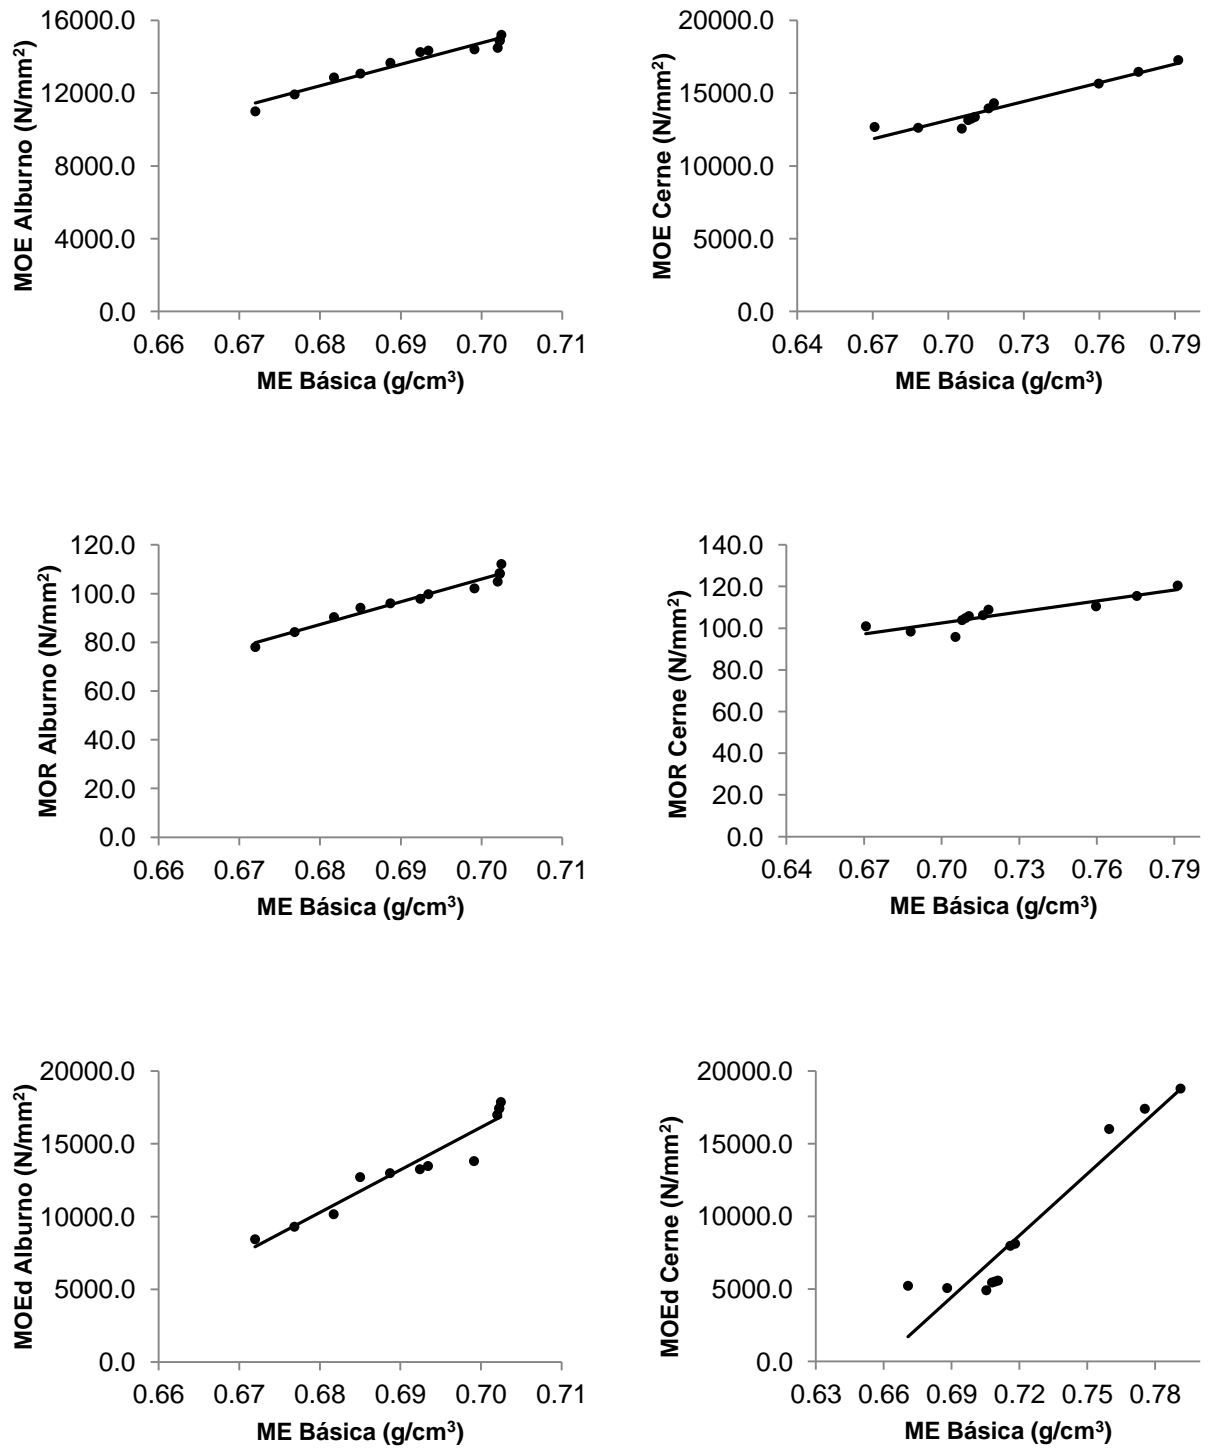 MOE Alburno (N/mm²)
16000.0
12000.0
8000.0
4000.0
0.0
0.66 0.67 0.68 0.69 0.70 0.71
ME Básica (g/cm³)
MOE Cerne (N/mm²)
20000.0
15000.0
10000.0
5000.0
0.0
0.64 0.67 0.70 0.73 0.76 0.79
ME Básica (g/cm³)
MOR Alburno (N/mm²)
120.0
100.0
80.0
60.0
40.0
20.0
0.0
0.66 0.67 0.68 0.69 0.70 0.71
ME Básica (g/cm³)
MOR Cerne (N/mm²)
140.0
120.0
100.0
80.0
60.0
40.0
20.0
0.0
0.64 0.67 0.70 0.73 0.76 0.79
ME Básica (g/cm³)
MOEd Alburno (N/mm²)
20000.0
15000.0
10000.0
5000.0
0.0
0.66 0.67 0.68 0.69 0.70 0.71
ME Básica (g/cm³)
MOEd Cerne (N/mm²)
20000.0
15000.0
10000.0
5000.0
0.0
0.63 0.66 0.69 0.72 0.75 0.78
ME Básica (g/cm³)